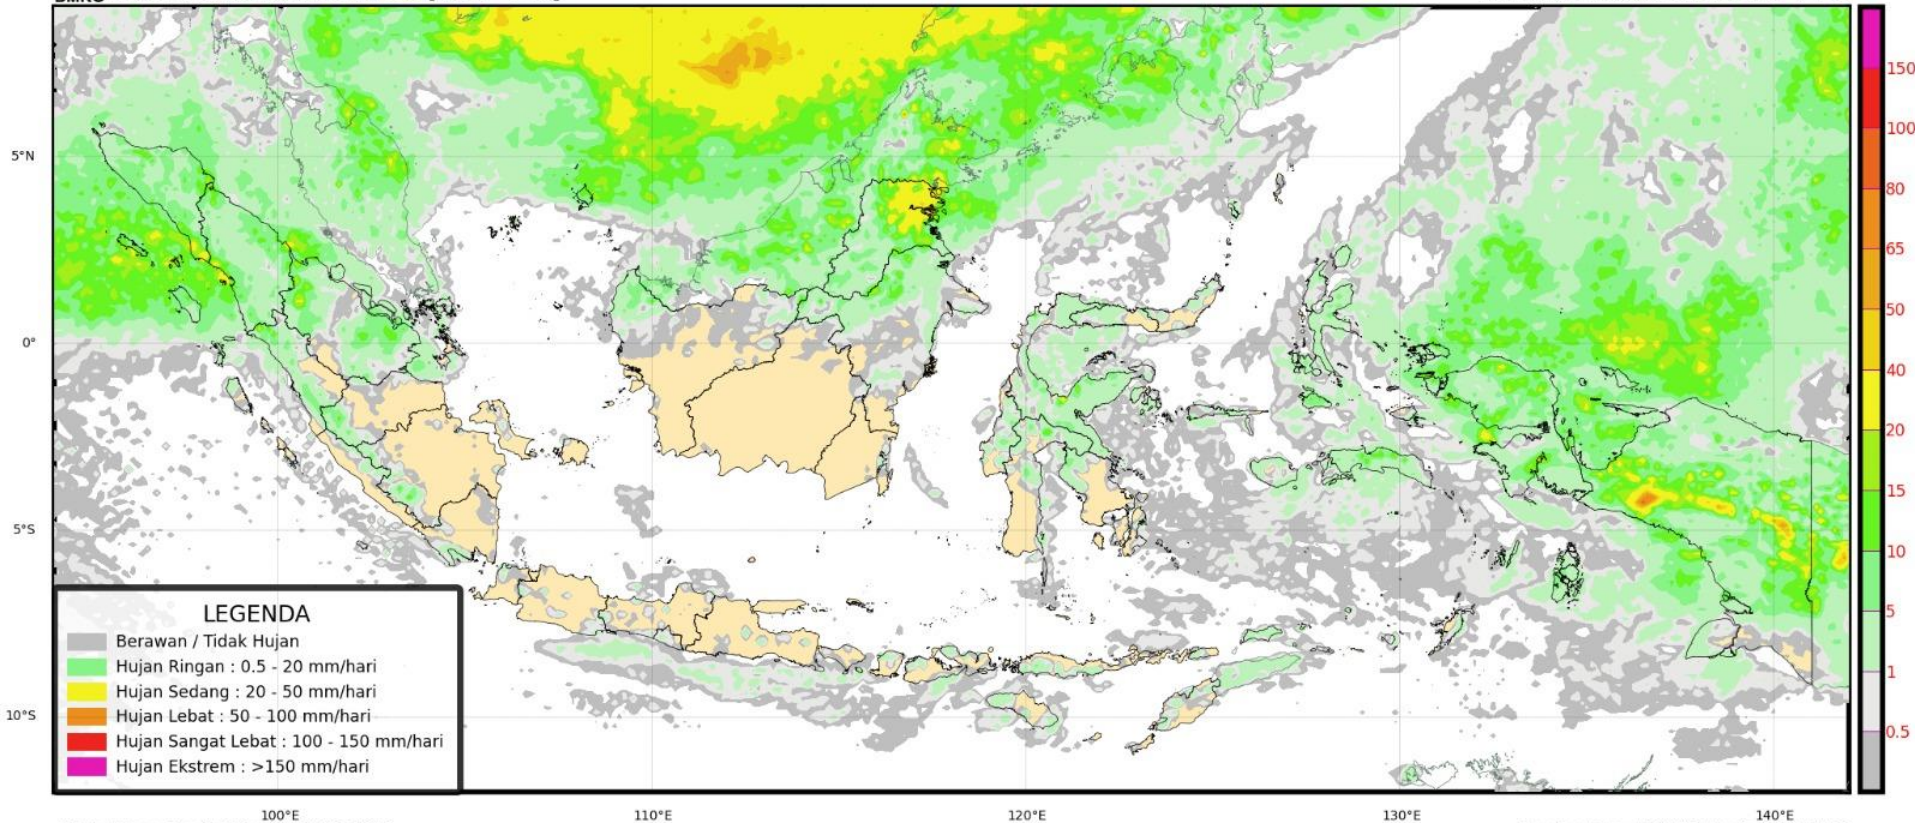 5°N
0°
5°S
10°S
LEGENDA
Berawan / Tidak Hujan
Hujan Ringan : 0.5 - 20 mm/hari
Hujan Sedang : 20 - 50 mm/hari
Hujan Lebat : 50 - 100 mm/hari
Hujan Sangat Lebat : 100 - 150 mm/hari
Hujan Ekstrem : >150 mm/hari
100°E 110°E 120°E 130°E 140°E
150
100
80
65
50
40
20
15
10
5
1
0.5